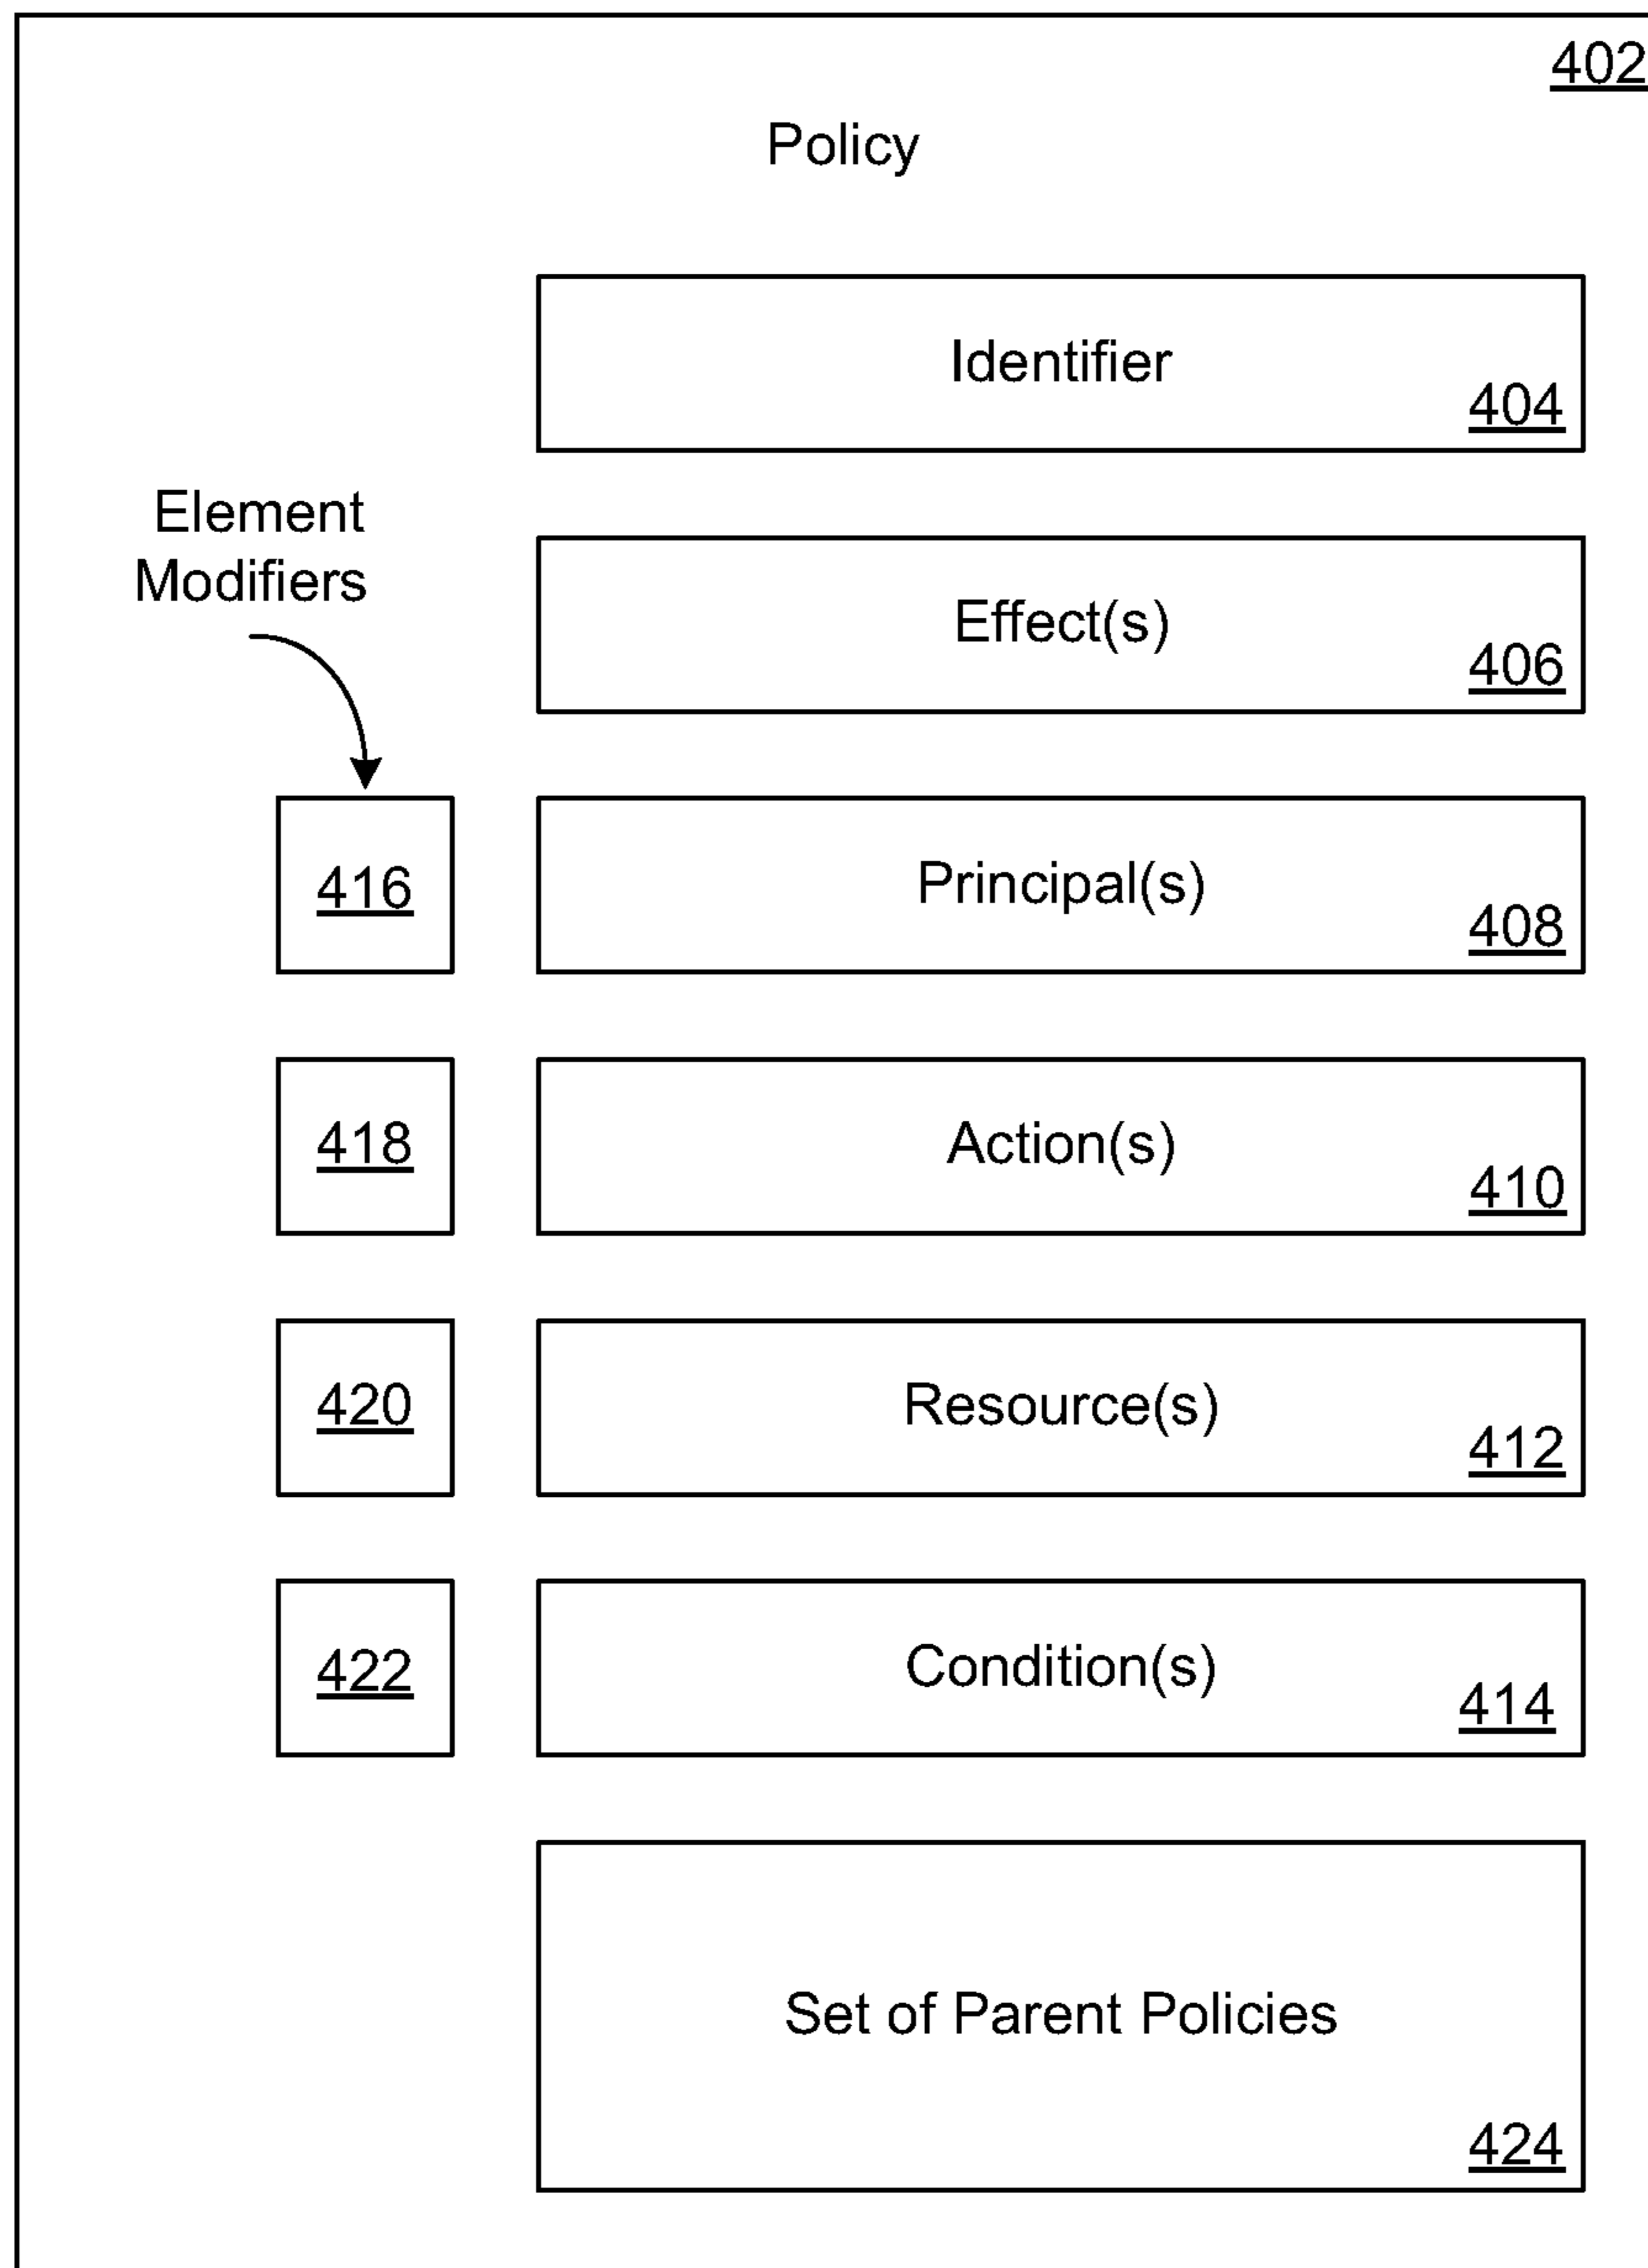 402
Policy
Identifier
404
Element
Modifiers
Effect(s)
406
416
Principal(s)
408
418
Action(s)
410
420
Resource(s)
412
422
Condition(s)
414
Set of Parent Policies
424